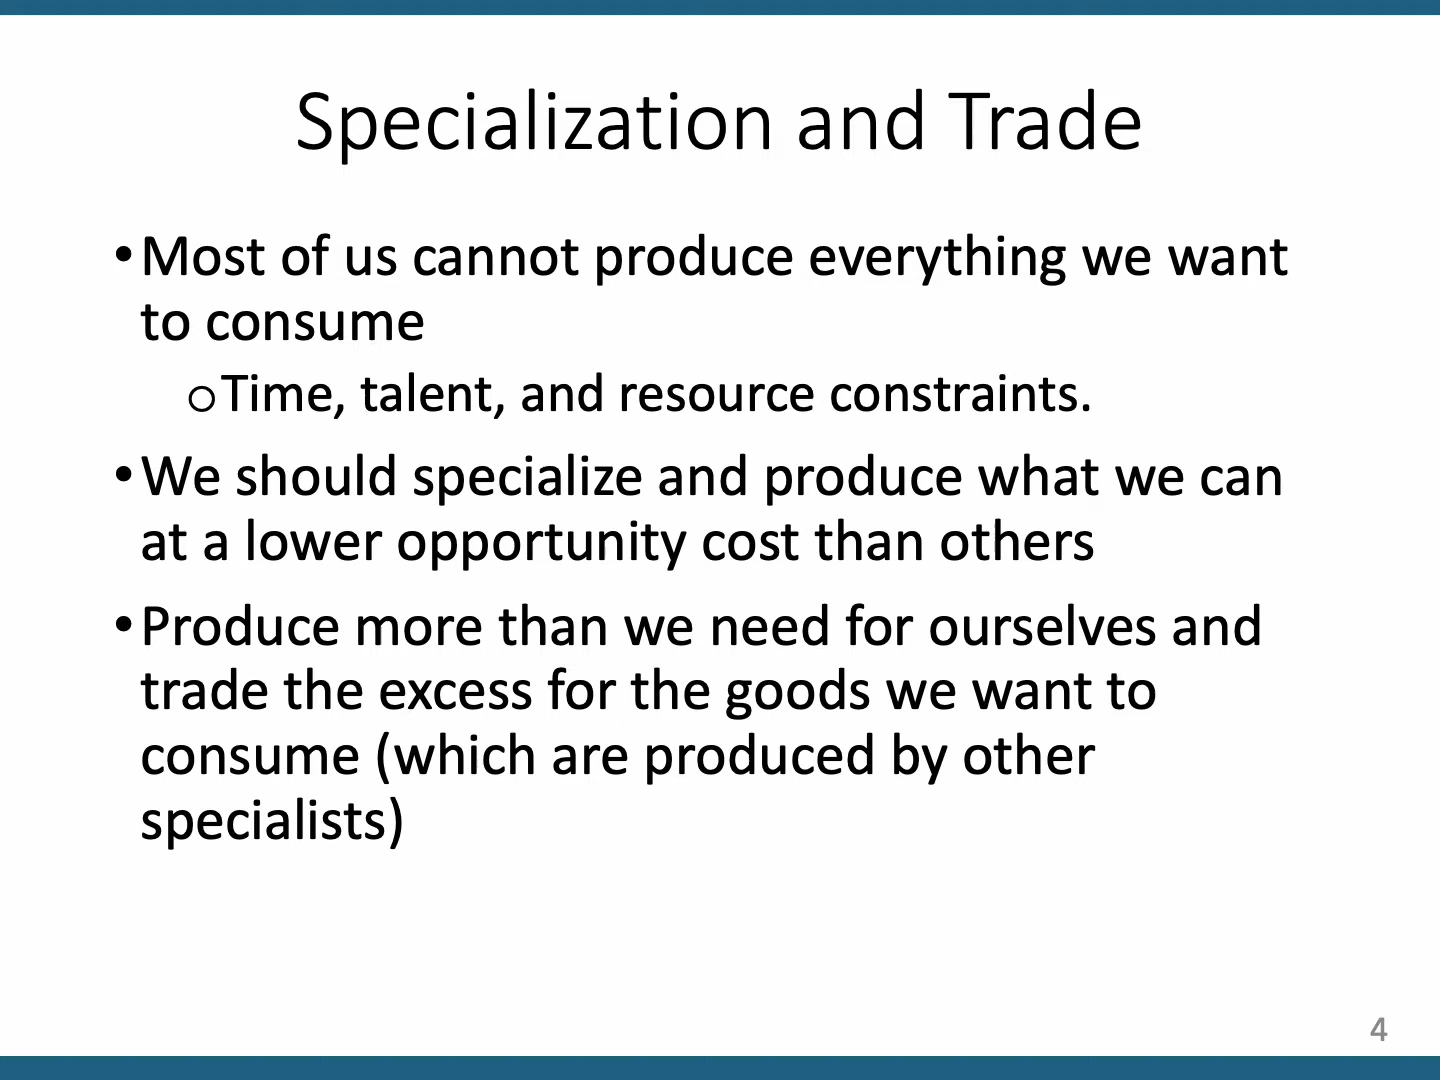 Specialization and Trade
•Most of us cannot produce everything we want
to consume
oTime, talent, and resource constraints.
•We should specialize and produce what we can
at a lower opportunity cost than others
•Produce more than we need for ourselves and
trade the excess for the goods we want to
consume (which are produced by other
specialists)
4